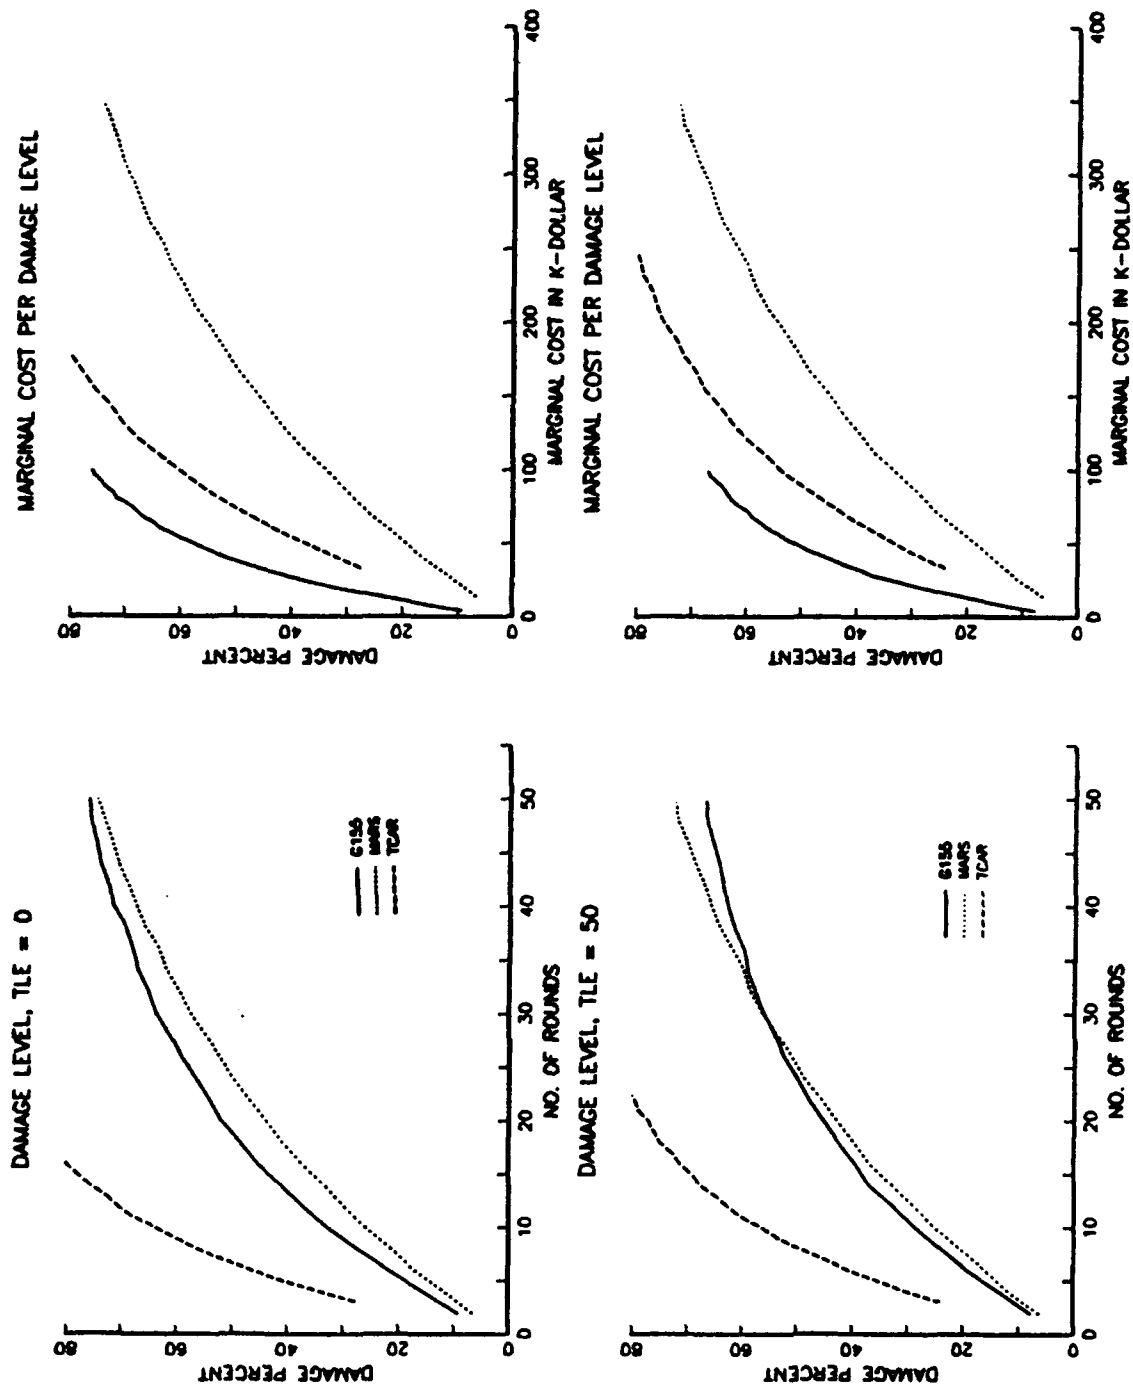 DAMAGE LEVEL, TLE = 0
DAMAGE PERCENT
80
60
40
20
0
0
10
20
30
40
50
NO. OF ROUNDS
G155
MARS
TCAR
MARGINAL COST PER DAMAGE LEVEL
DAMAGE PERCENT
80
60
40
20
0
0
100
200
300
400
MARGINAL COST IN K-DOLLAR
DAMAGE LEVEL, TLE = 50
DAMAGE PERCENT
80
60
40
20
0
0
10
20
30
40
50
NO. OF ROUNDS
G155
MARS
TCAR
MARGINAL COST PER DAMAGE LEVEL
DAMAGE PERCENT
80
60
40
20
0
0
100
200
300
400
MARGINAL COST IN K-DOLLAR